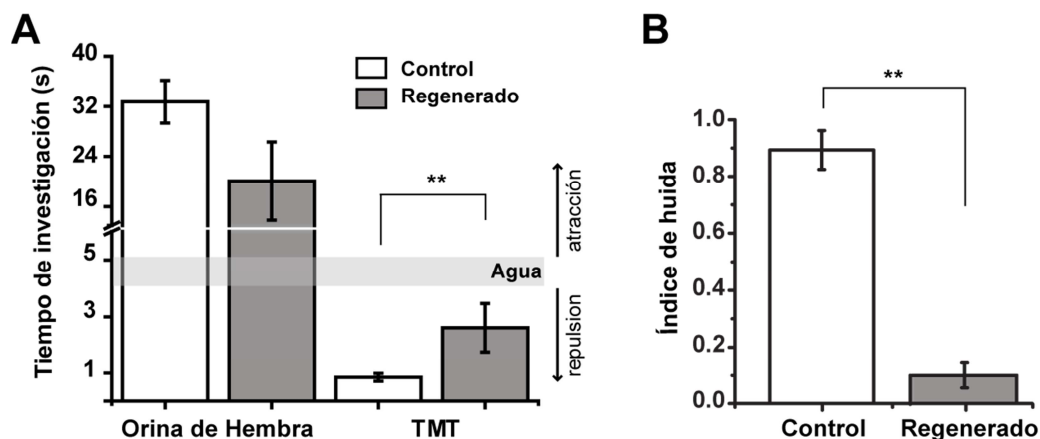 A
Tiempo de investigación (s)
40
32
24
16
5
3
1
Control
Regenerado
**
Agua
atracción
repulsion
Orina de Hembra
TMT
B
Índice de huida
**
1.0
0.8
0.6
0.4
0.2
0.0
Control
Regenerado